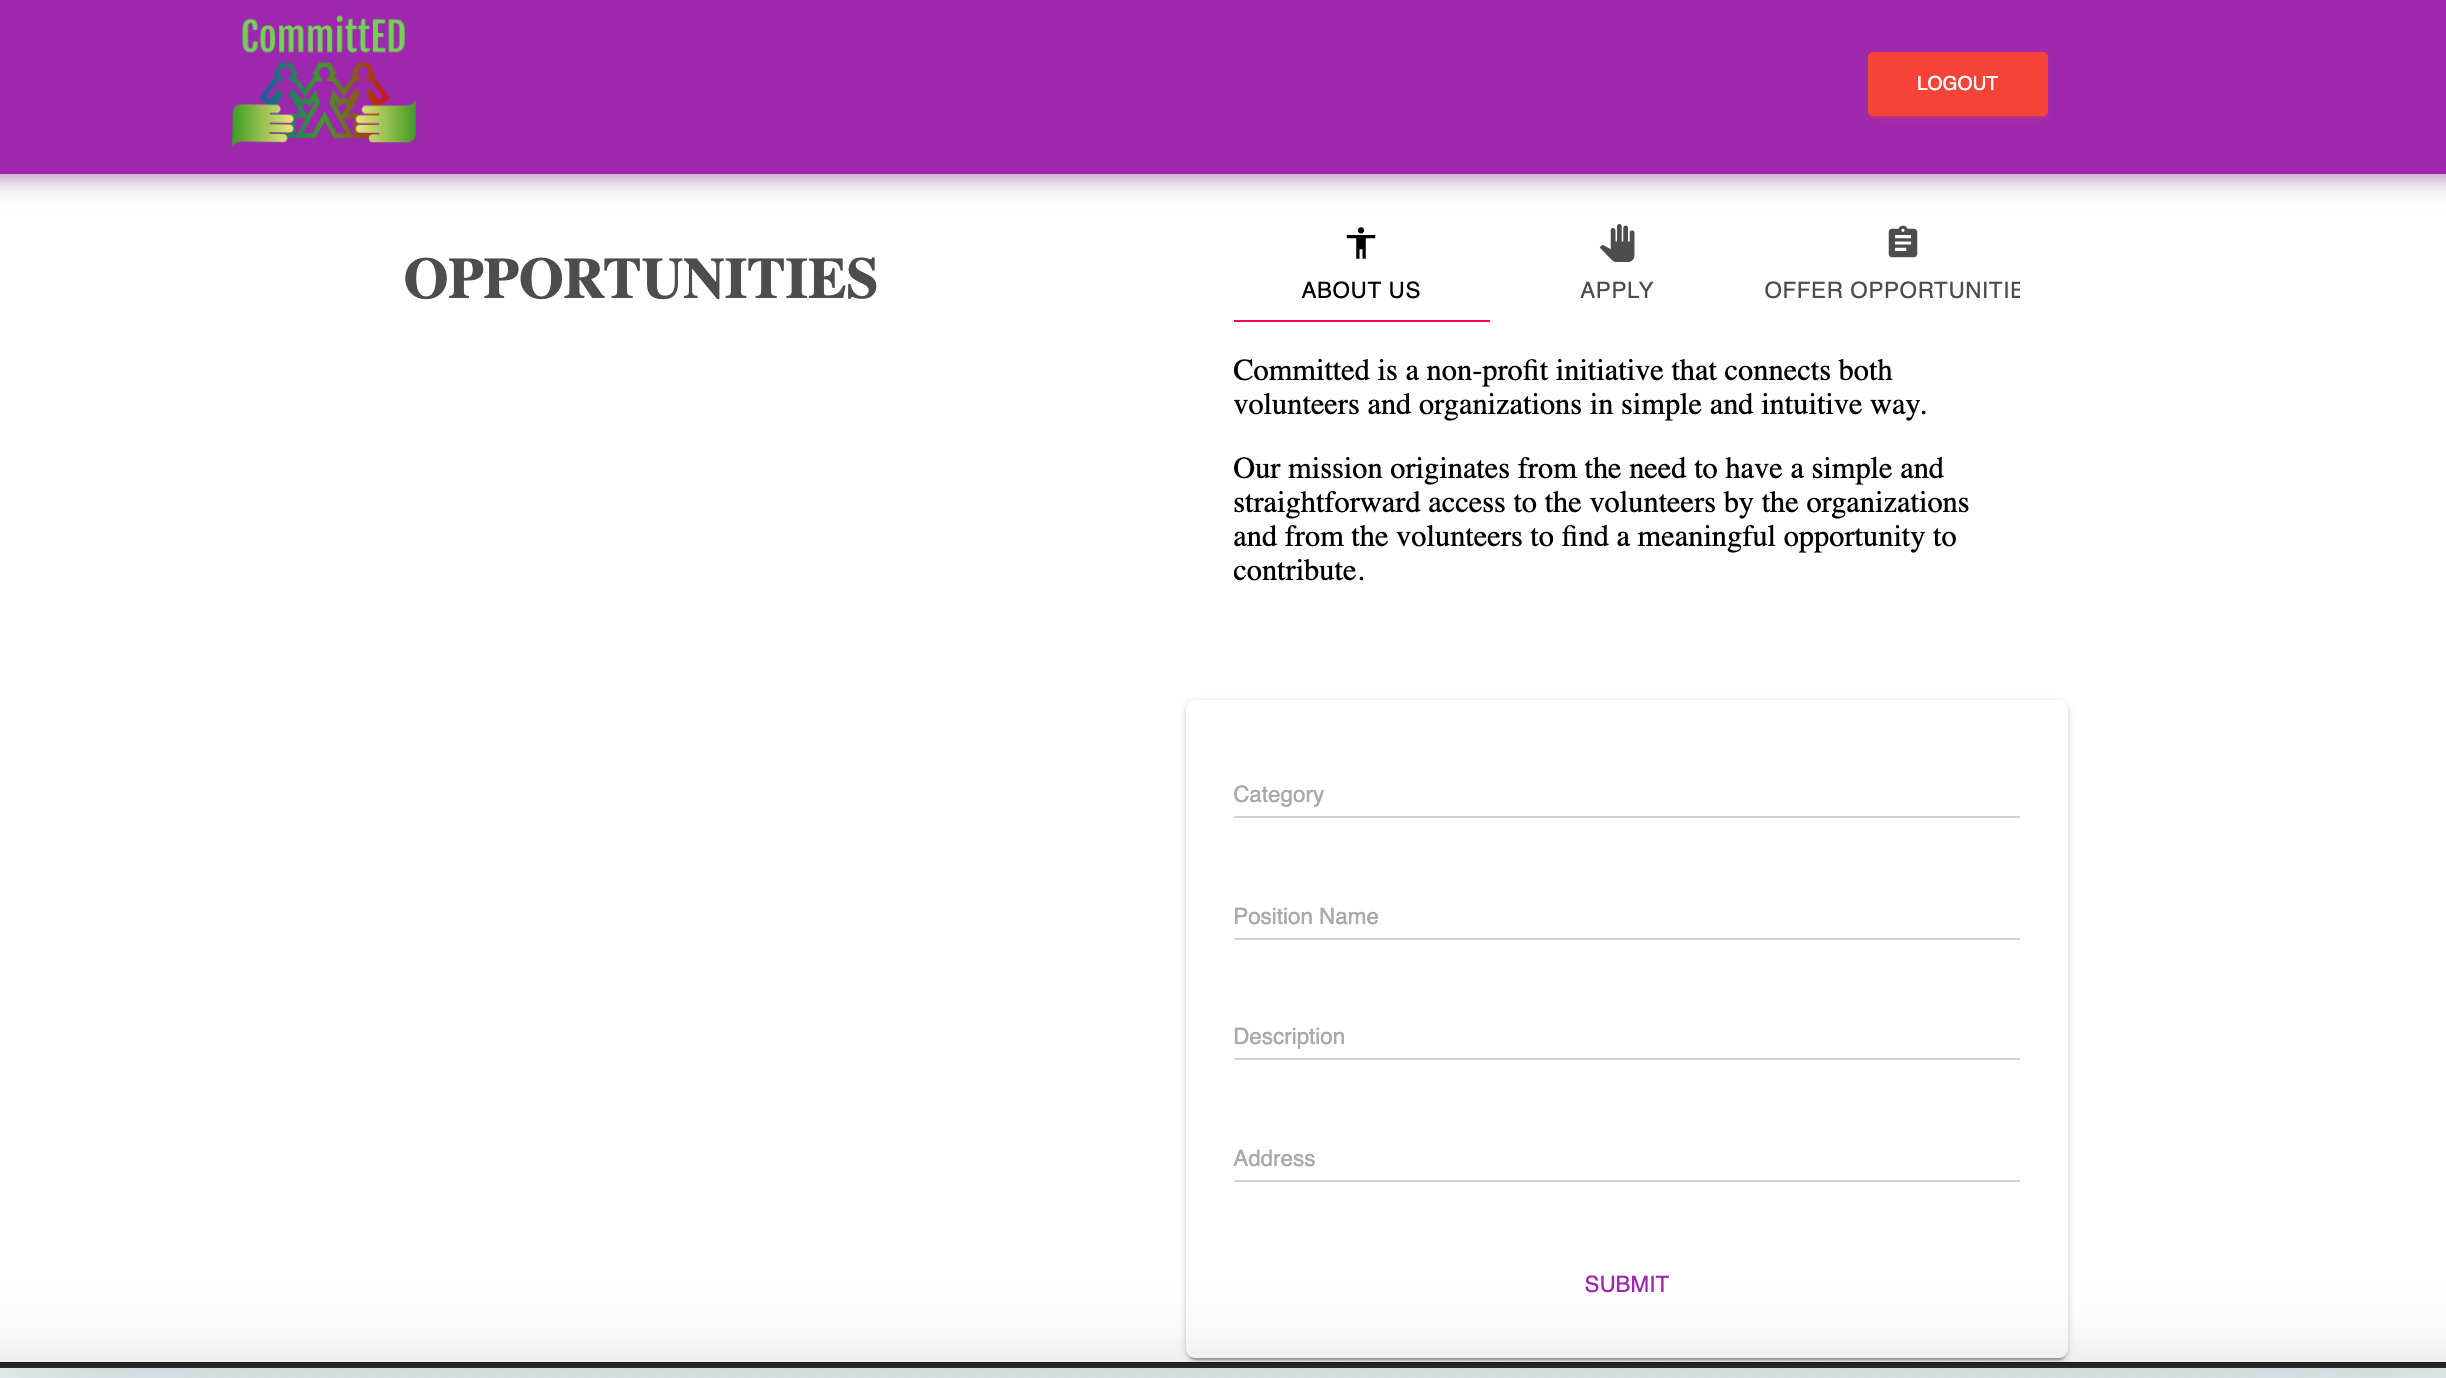 CommittED
LOGOUT
OPPORTUNITIES
ABOUT US
APPLY
OFFER OPPORTUNITIE
Committed is a non-profit initiative that connects both
volunteers and organizations in simple and intuitive way.
Our mission originates from the need to have a simple and
straightforward access to the volunteers by the organizations
and from the volunteers to find a meaningful opportunity to
contribute.
Category
Position Name
Description
Address
SUBMIT